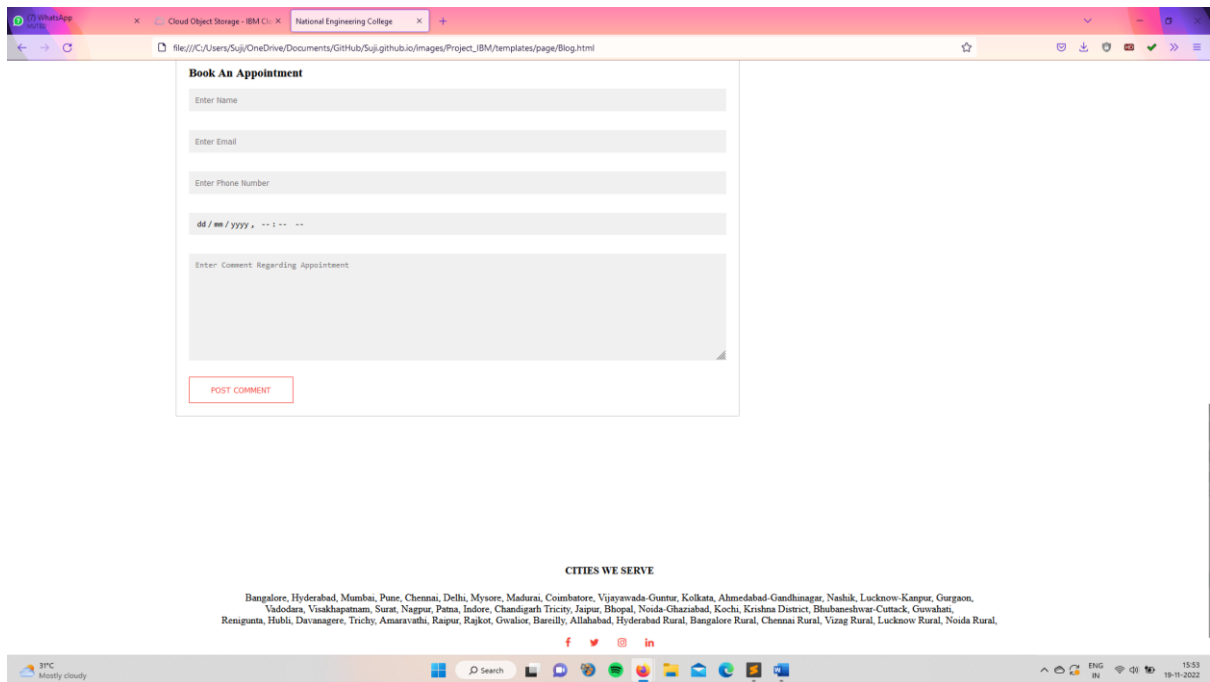 (7) WhatsApp
MUTED
Cloud Object Storage - IBM Clo
National Engineering College
file:///C:/Users/Suji/OneDrive/Documents/GitHub/Suji.github.io/images/Project_IBM/templates/page/Blog.html
Book An Appointment
Enter Name
Enter Email
Enter Phone Number
dd / mm / yyyy , -- : -- --
Enter Comment Regarding Appointment
POST COMMENT
CITIES WE SERVE
Bangalore, Hyderabad, Mumbai, Pune, Chennai, Delhi, Mysore, Madurai, Coimbatore, Vijayawada-Guntur, Kolkata, Ahmedabad-Gandhinagar, Nashik, Lucknow-Kanpur, Gurgaon,
Vadodara, Visakhapatnam, Surat, Nagpur, Patna, Indore, Chandigarh Tricity, Jaipur, Bhopal, Noida-Ghaziabad, Kochi, Krishna District, Bhubaneshwar-Cuttack, Guwahati,
Renigunta, Hubli, Davanagere, Trichy, Amaravathi, Raipur, Rajkot, Gwalior, Bareilly, Allahabad, Hyderabad Rural, Bangalore Rural, Chennai Rural, Vizag Rural, Lucknow Rural, Noida Rural,
31°C
Mostly cloudy
Search
ENG
IN
15:53
19-11-2022